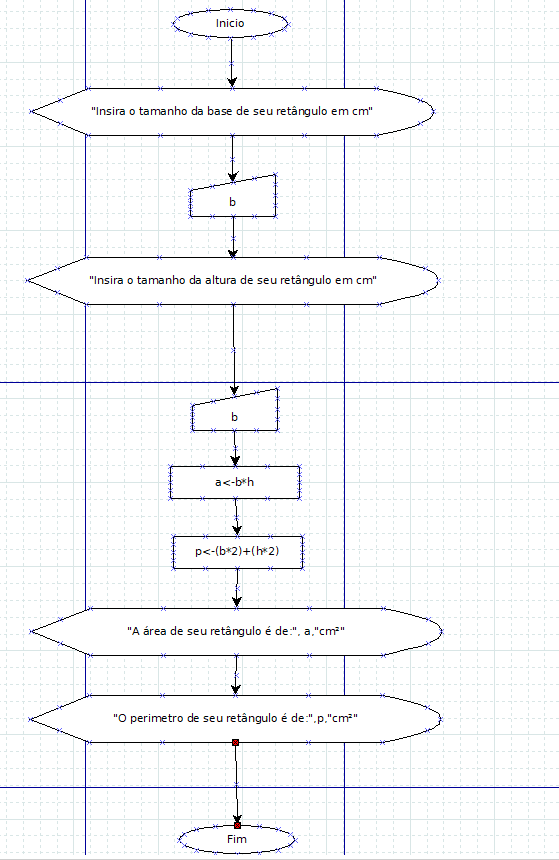 Inicio
"Insira o tamanho da base de seu retângulo em cm"
b
"Insira o tamanho da altura de seu retângulo em cm"
b
a<-b*h
p<-(b*2)+(h*2)
"A área de seu retângulo é de:", a,"cm²"
"O perimetro de seu retângulo é de:",p,"cm²"
Fim